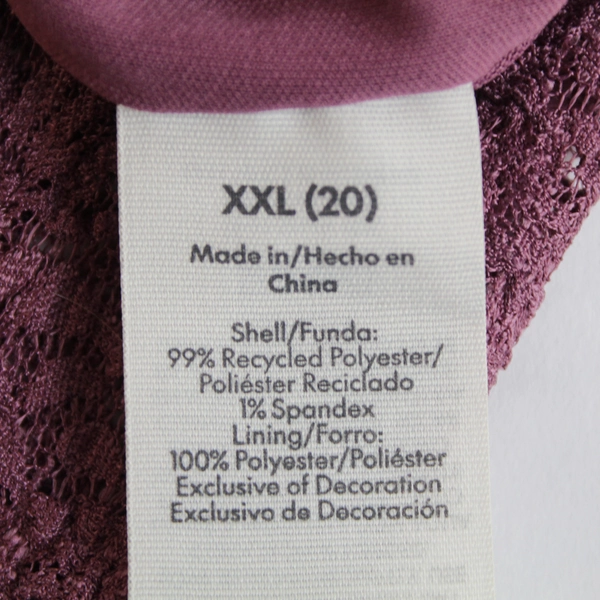 XXL (20)
Made in/Hecho en
China
Shell/Funda:
99% Recycled Polyester/
Poliéster Reciclado
1% Spandex
Lining/Forro:
100% Polyester/Poliéster
Exclusive of Decoration
Exclusivo de Decoración